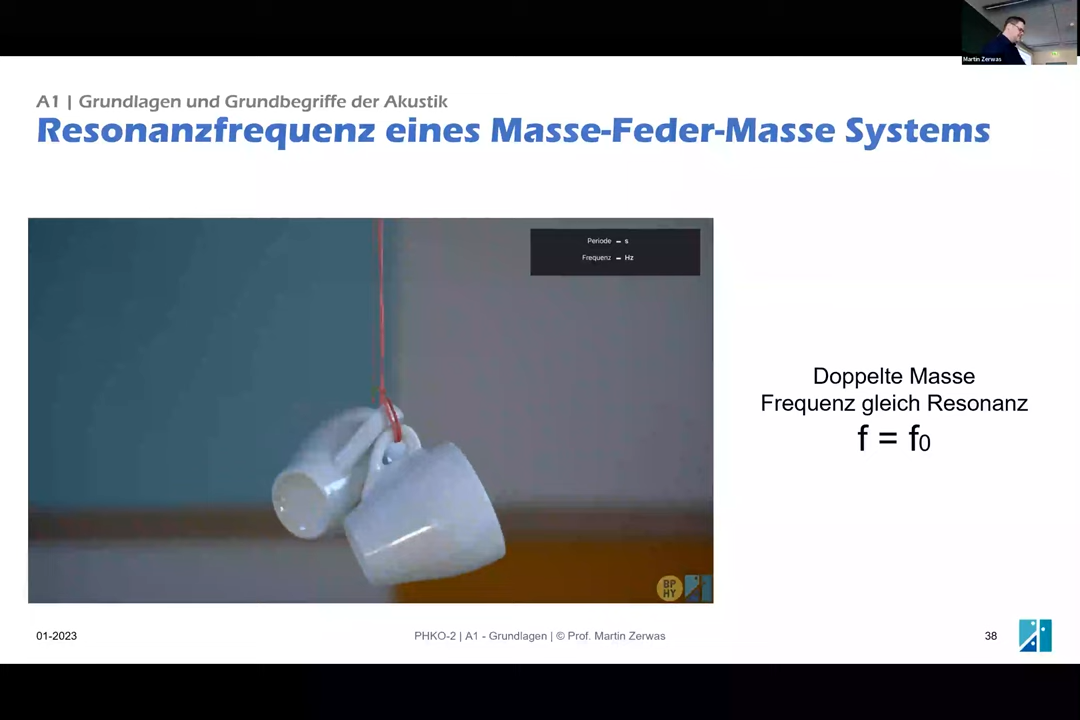 Martin Zerwas
A1 | Grundlagen und Grundbegriffe der Akustik
Resonanzfrequenz eines Masse-Feder-Masse Systems
Periode – s
Frequenz – Hz
Doppelte Masse
Frequenz gleich Resonanz
f = f₀
BP
HY
01-2023
PHKO-2 | A1 - Grundlagen | © Prof. Martin Zerwas
38